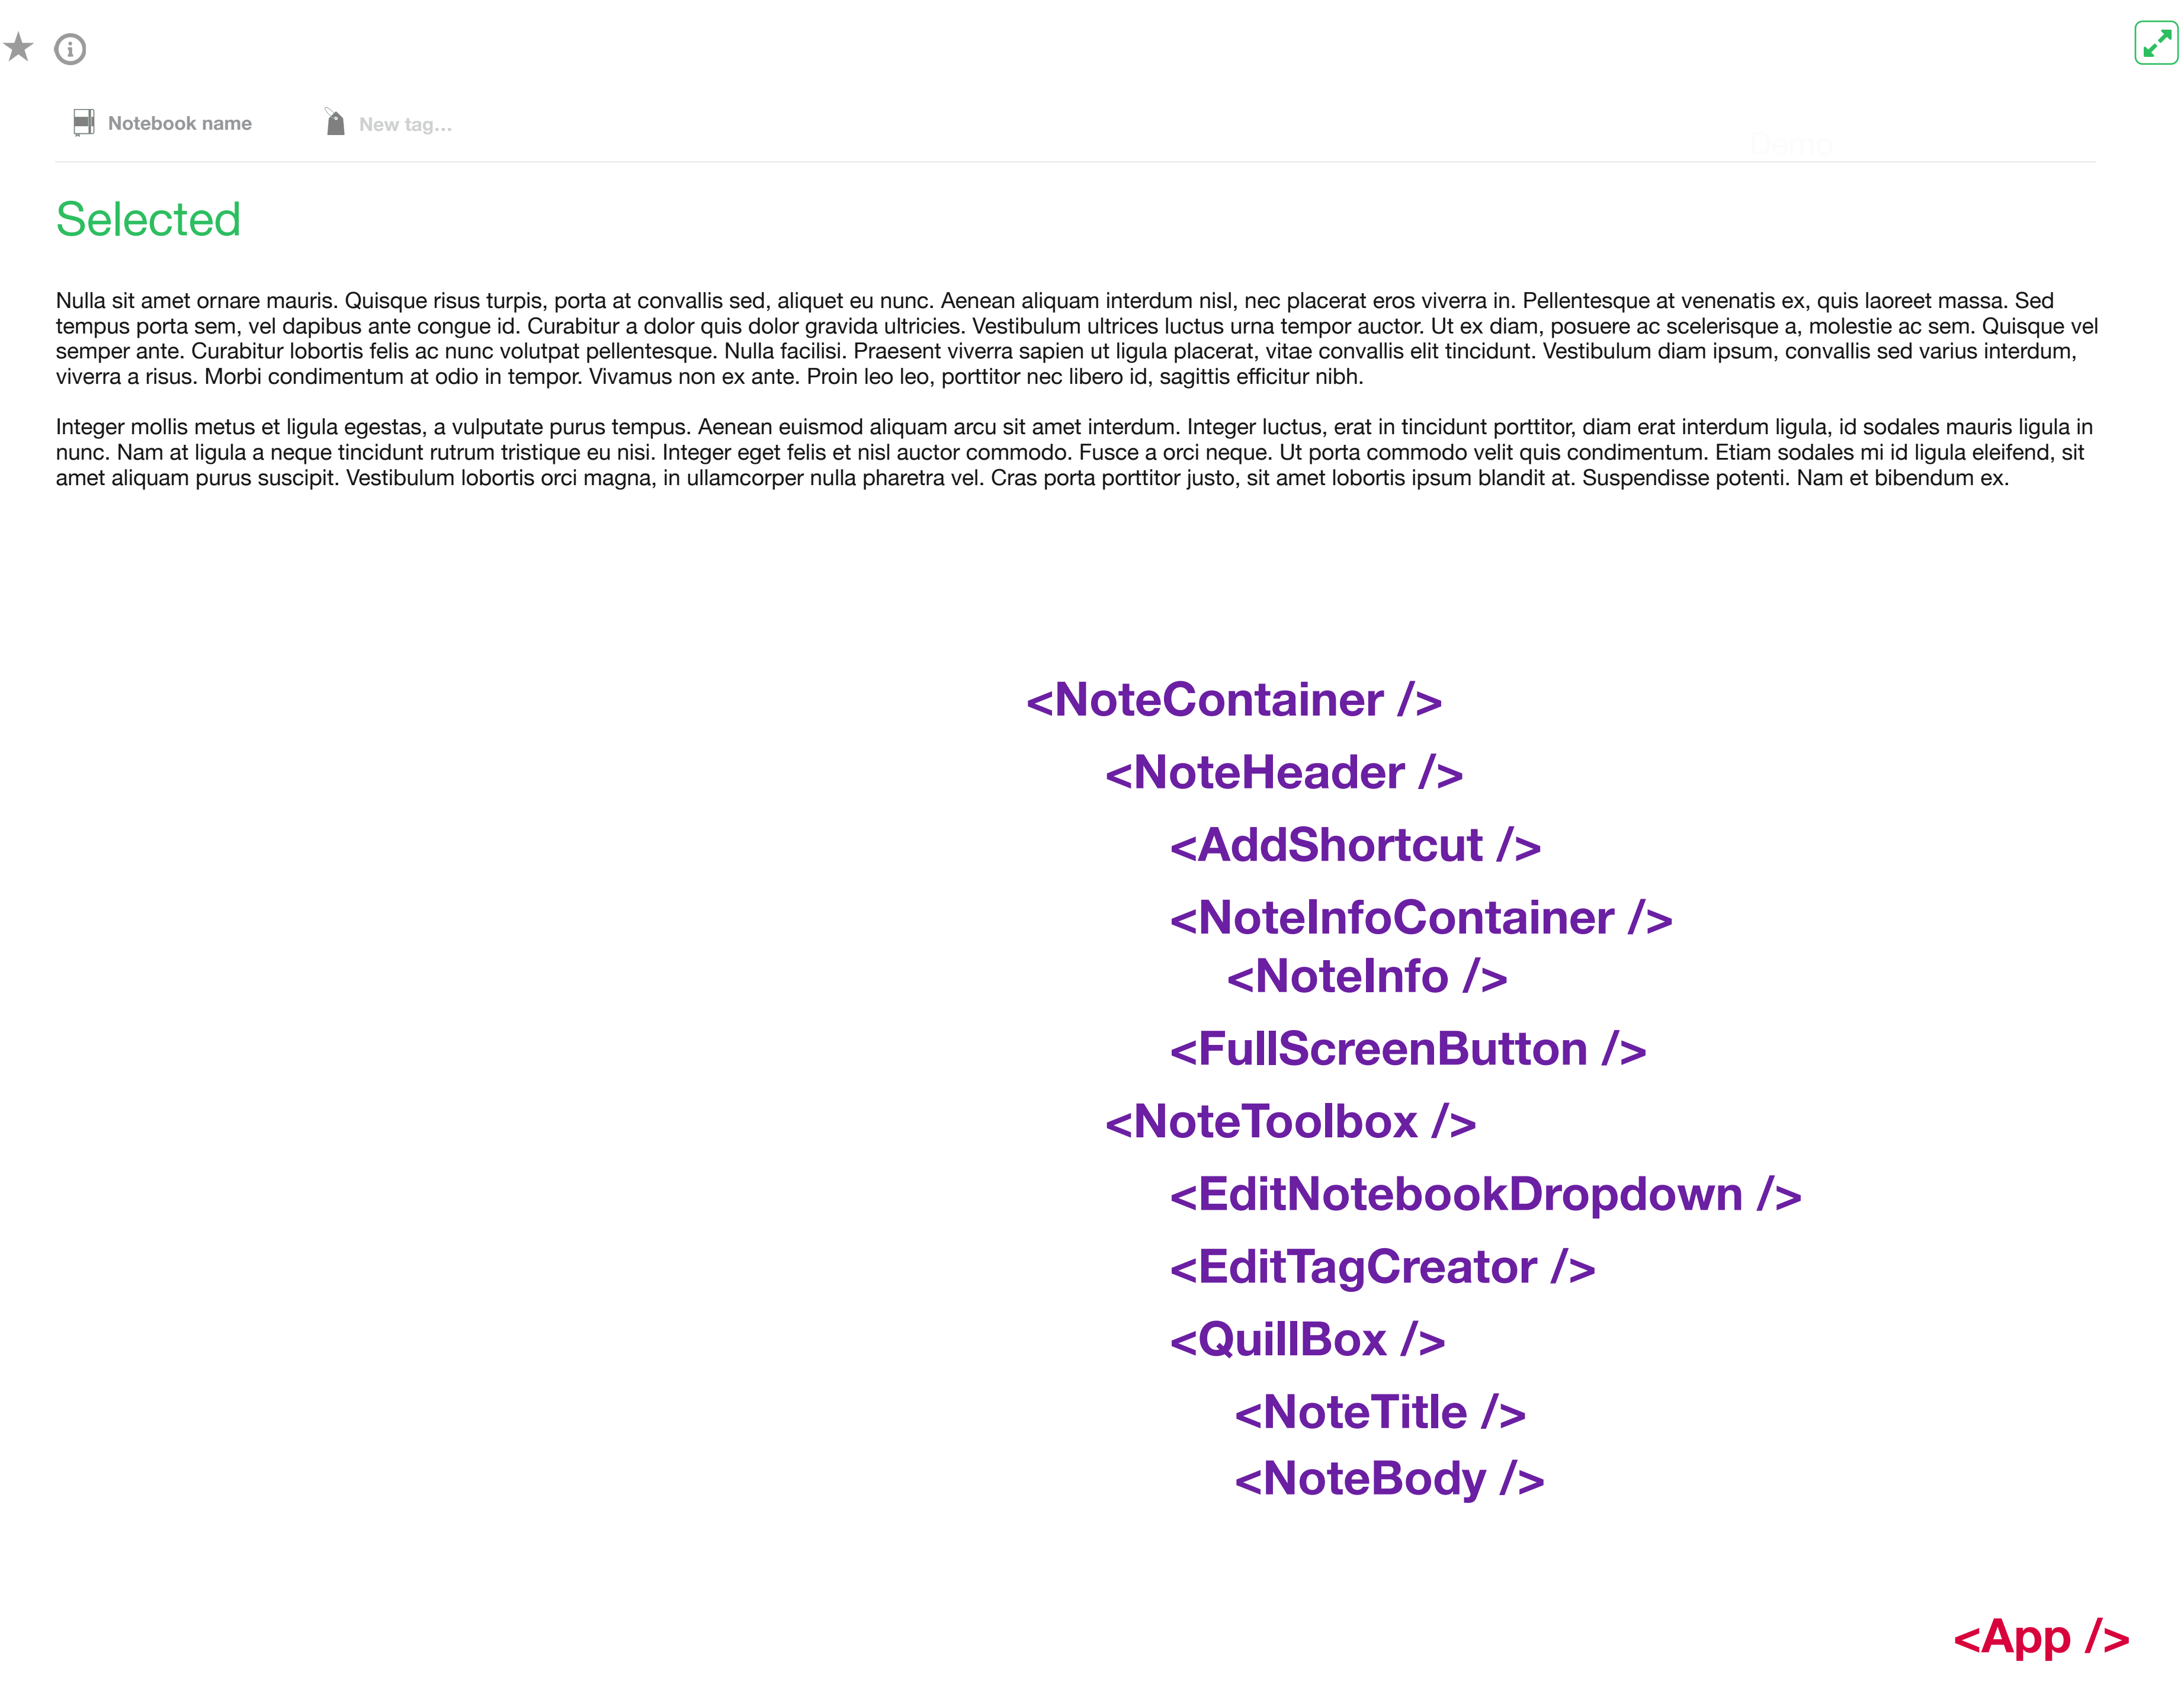 Notebook name
New tag...
Demo
Selected
Nulla sit amet ornare mauris. Quisque risus turpis, porta at convallis sed, aliquet eu nunc. Aenean aliquam interdum nisl, nec placerat eros viverra in. Pellentesque at venenatis ex, quis laoreet massa. Sed
tempus porta sem, vel dapibus ante congue id. Curabitur a dolor quis dolor gravida ultricies. Vestibulum ultrices luctus urna tempor auctor. Ut ex diam, posuere ac scelerisque a, molestie ac sem. Quisque vel
semper ante. Curabitur lobortis felis ac nunc volutpat pellentesque. Nulla facilisi. Praesent viverra sapien ut ligula placerat, vitae convallis elit tincidunt. Vestibulum diam ipsum, convallis sed varius interdum,
viverra a risus. Morbi condimentum at odio in tempor. Vivamus non ex ante. Proin leo leo, porttitor nec libero id, sagittis efficitur nibh.
Integer mollis metus et ligula egestas, a vulputate purus tempus. Aenean euismod aliquam arcu sit amet interdum. Integer luctus, erat in tincidunt porttitor, diam erat interdum ligula, id sodales mauris ligula in
nunc. Nam at ligula a neque tincidunt rutrum tristique eu nisi. Integer eget felis et nisl auctor commodo. Fusce a orci neque. Ut porta commodo velit quis condimentum. Etiam sodales mi id ligula eleifend, sit
amet aliquam purus suscipit. Vestibulum lobortis orci magna, in ullamcorper nulla pharetra vel. Cras porta porttitor justo, sit amet lobortis ipsum blandit at. Suspendisse potenti. Nam et bibendum ex.
<NoteContainer />
<NoteHeader />
<AddShortcut />
<NoteInfoContainer />
<NoteInfo />
<FullScreenButton />
<NoteToolbox />
<EditNotebookDropdown />
<EditTagCreator />
<QuillBox />
<NoteTitle />
<NoteBody />
<App />